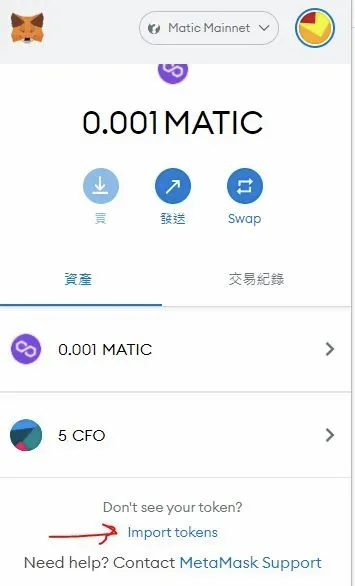 Matic Mainnet
0.001 MATIC
買
發送
Swap
資產
交易紀錄
0.001 MATIC
5 CFO
Don't see your token?
Import tokens
Need help? Contact MetaMask Support